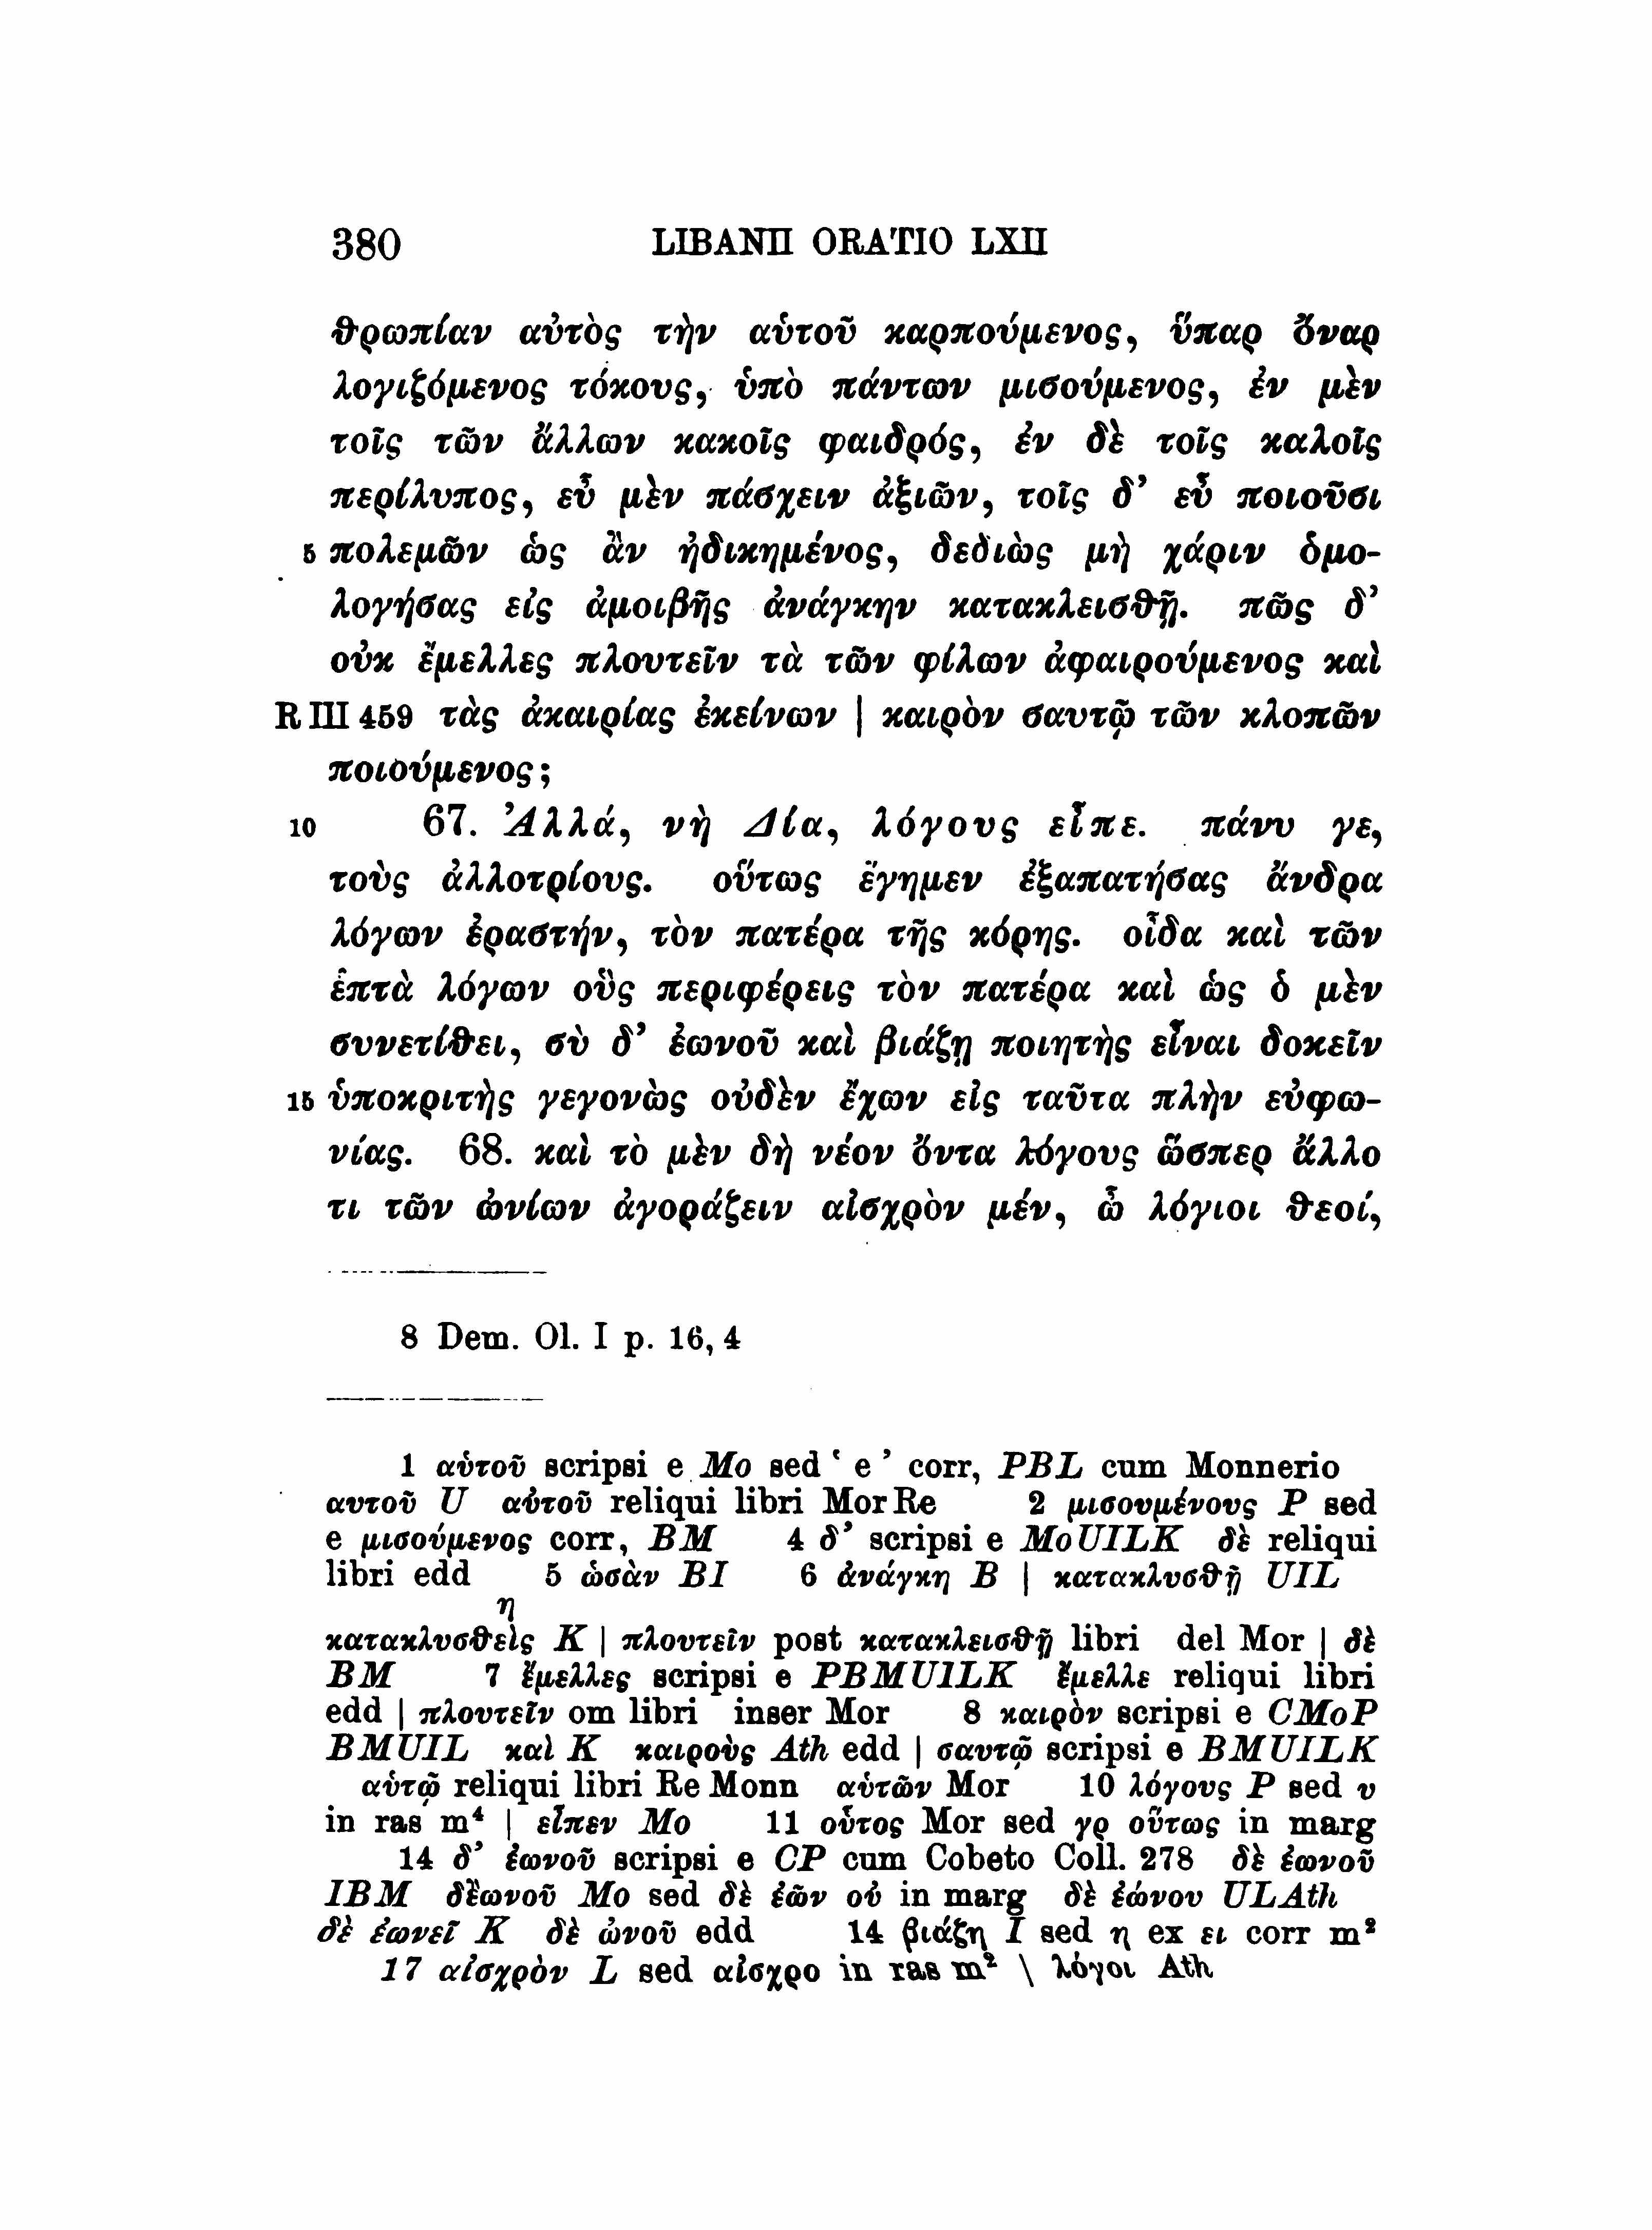 380 LIBANII ORATIO LXII
θρωπίαν αὐτὸς τὴν αὑτοῦ καρπούμενος, ὕπαρ ὄναρ
λογιζόμενος τόκους, ὑπὸ πάντων μισούμενος, ἐν μὲν
τοῖς τῶν ἄλλων κακοῖς φαιδρός, ἐν δὲ τοῖς καλοῖς
περίλυπος, εὖ μὲν πάσχειν ἀξιῶν, τοῖς δ’ εὖ ποιοῦσι
5 πολεμῶν ὡς ἂν ἠδικημένος, δεδιὼς μὴ χάριν ὁμο-
λογήσας εἰς ἀμοιβῆς ἀνάγκην κατακλεισθῇ. πῶς δ’
οὐκ ἔμελλες πλουτεῖν τὰ τῶν φίλων ἀφαιρούμενος καὶ
R III 459 τὰς ἀκαιρίας ἐκείνων | καιρὸν σαυτῷ τῶν κλοπῶν
ποιούμενος;
10 67. Ἀλλά, νὴ Δία, λόγους εἶπε. πάνυ γε,
τοὺς ἀλλοτρίους. οὕτως ἔγημεν ἐξαπατήσας ἄνδρα
λόγων ἐραστήν, τὸν πατέρα τῆς κόρης. οἶδα καὶ τῶν
ἑπτὰ λόγων οὓς περιφέρεις τὸν πατέρα καὶ ὡς ὁ μὲν
συνετίθει, σὺ δ’ ἐωνοῦ καὶ βιάζῃ ποιητὴς εἶναι δοκεῖν
15 ὑποκριτὴς γεγονὼς οὐδὲν ἔχων εἰς ταῦτα πλὴν εὐφω-
νίας. 68. καὶ τὸ μὲν δὴ νέον ὄντα λόγους ὥσπερ ἄλλο
τι τῶν ὠνίων ἀγοράζειν αἰσχρὸν μέν, ὦ λόγιοι θεοί,
8 Dem. Ol. I p. 16, 4
1 αὑτοῦ scripsi e Mo sed ‘ e ’ corr, PBL cum Monnerio
αυτοῦ U αὐτοῦ reliqui libri Mor Re 2 μισουμένους P sed
e μισούμενος corr, BM 4 δ’ scripsi e MoUILK δὲ reliqui
libri edd 5 ὡσὰν BI 6 ἀνάγκη B | κατακλυσθῇ UIL
η
κατακλυσθεὶς K | πλουτεῖν post κατακλεισθῇ libri del Mor | δὲ
BM 7 ἔμελλες scripsi e PBMUILK ἔμελλε reliqui libri
edd | πλουτεῖν om libri inser Mor 8 καιρὸν scripsi e CMoP
BMUIL καὶ K καιροὺς Ath edd | σαυτῷ scripsi e BMUILK
αὑτῷ reliqui libri Re Monn αὑτῶν Mor 10 λόγους P sed υ
in ras m⁴ | εἶπεν Mo 11 οὗτος Mor sed γρ οὕτως in marg
14 δ’ ἐωνοῦ scripsi e CP cum Cobeto Coll. 278 δὲ ἐωνοῦ
IBM δἔωνοῦ Mo sed δὲ ἐῶν οὐ in marg δὲ ἐώνου ULAth
δὲ ἐωνεῖ K δὲ ὠνοῦ edd 14 βιάζη I sed η ex ει corr m²
17 αἰσχρὸν L sed αἰσχρο in ras m² \ λόγοι Ath